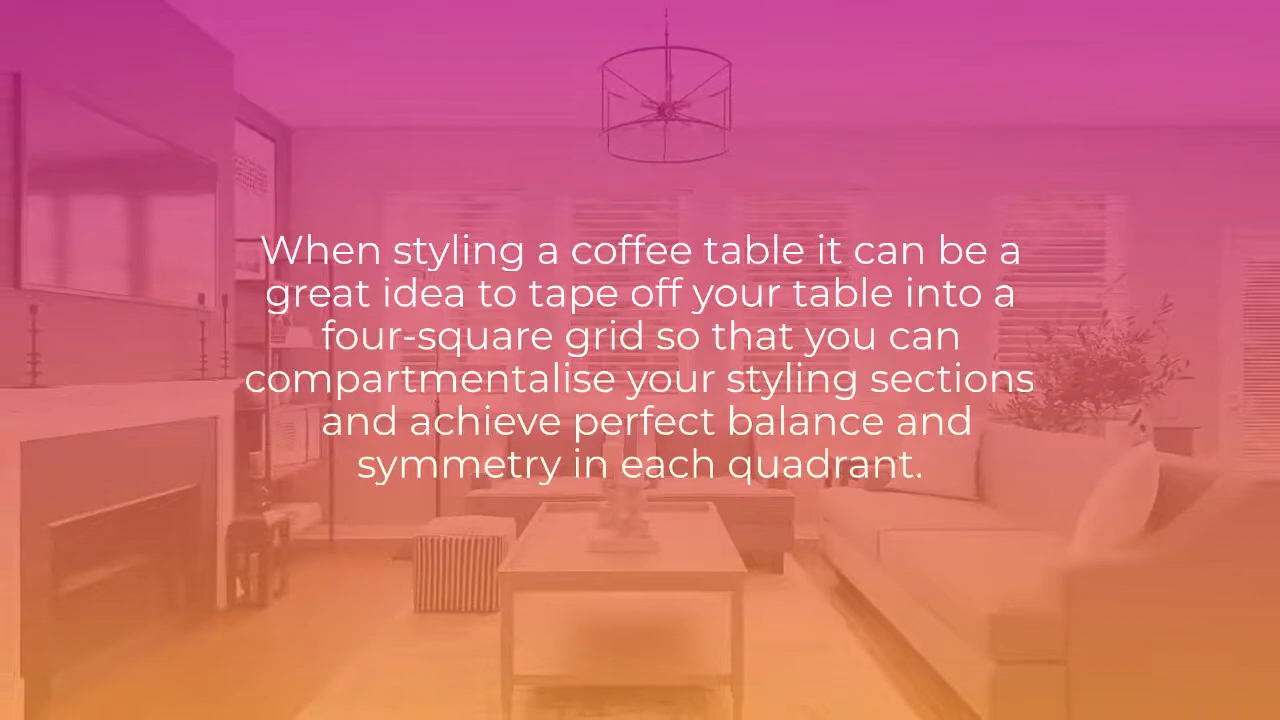 When styling a coffee table it can be a
great idea to tape off your table into a
four-square grid so that you can
compartmentalise your styling sections
and achieve perfect balance and
symmetry in each quadrant.